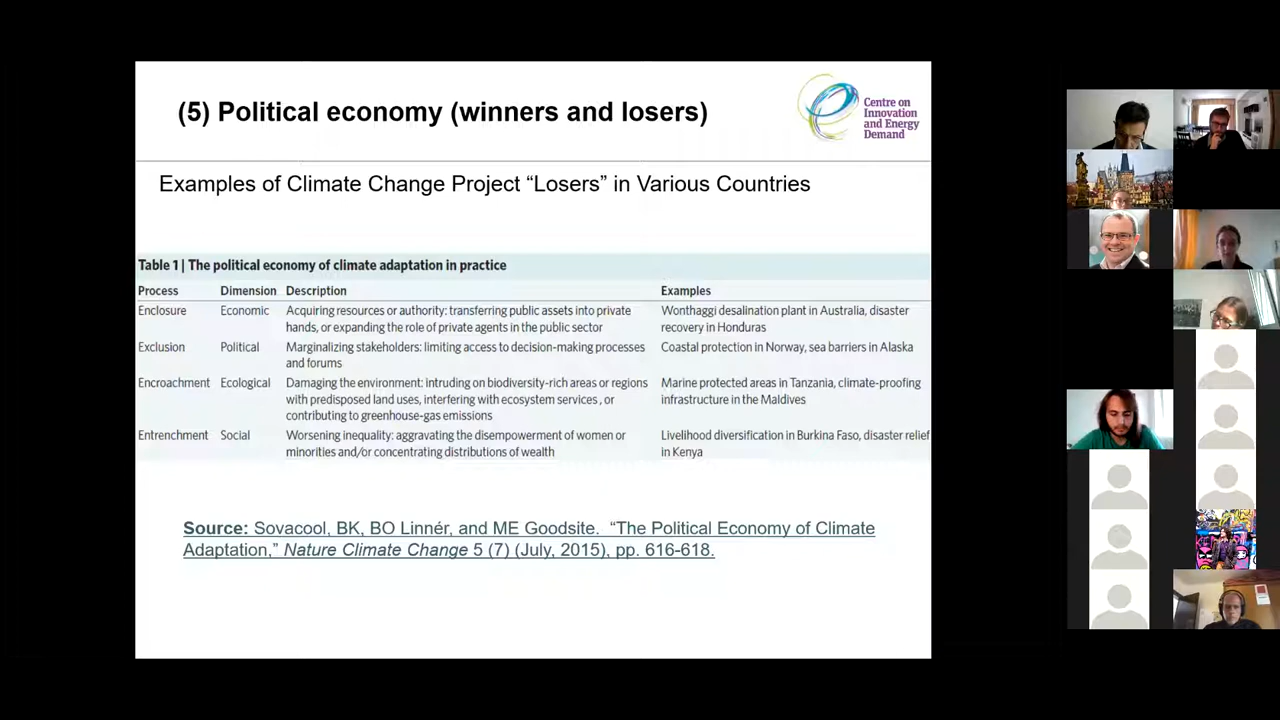 (5) Political economy (winners and losers)
Centre on
Innovation
and Energy
Demand
Examples of Climate Change Project “Losers” in Various Countries
Table 1 | The political economy of climate adaptation in practice
Process Dimension Description Examples
Enclosure Economic Acquiring resources or authority: transferring public assets into private Wonthaggi desalination plant in Australia, disaster
hands, or expanding the role of private agents in the public sector recovery in Honduras
Exclusion Political Marginalizing stakeholders: limiting access to decision-making processes Coastal protection in Norway, sea barriers in Alaska
and forums
Encroachment Ecological Damaging the environment: intruding on biodiversity-rich areas or regions Marine protected areas in Tanzania, climate-proofing
with predisposed land uses, interfering with ecosystem services , or infrastructure in the Maldives
contributing to greenhouse-gas emissions
Entrenchment Social Worsening inequality: aggravating the disempowerment of women or Livelihood diversification in Burkina Faso, disaster relief
minorities and/or concentrating distributions of wealth in Kenya
Source: Sovacool, BK, BO Linnér, and ME Goodsite. “The Political Economy of Climate
Adaptation,” Nature Climate Change 5 (7) (July, 2015), pp. 616-618.